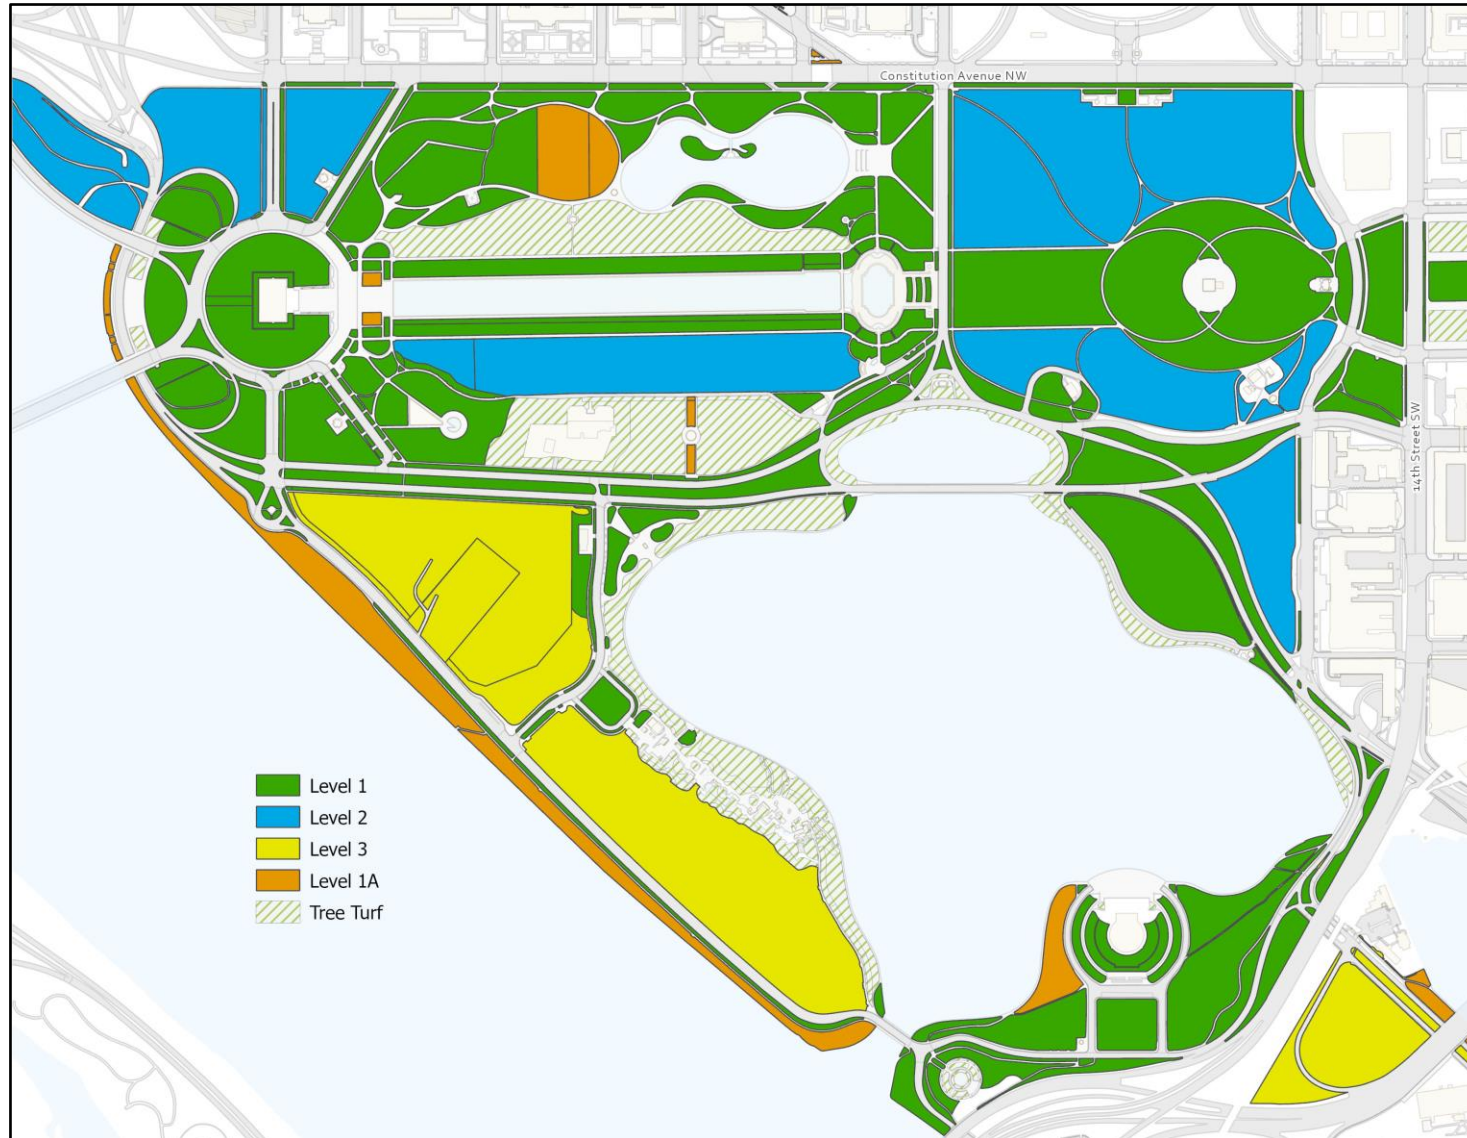 Constitution Avenue NW
14th Street SW
Level 1
Level 2
Level 3
Level 1A
Tree Turf